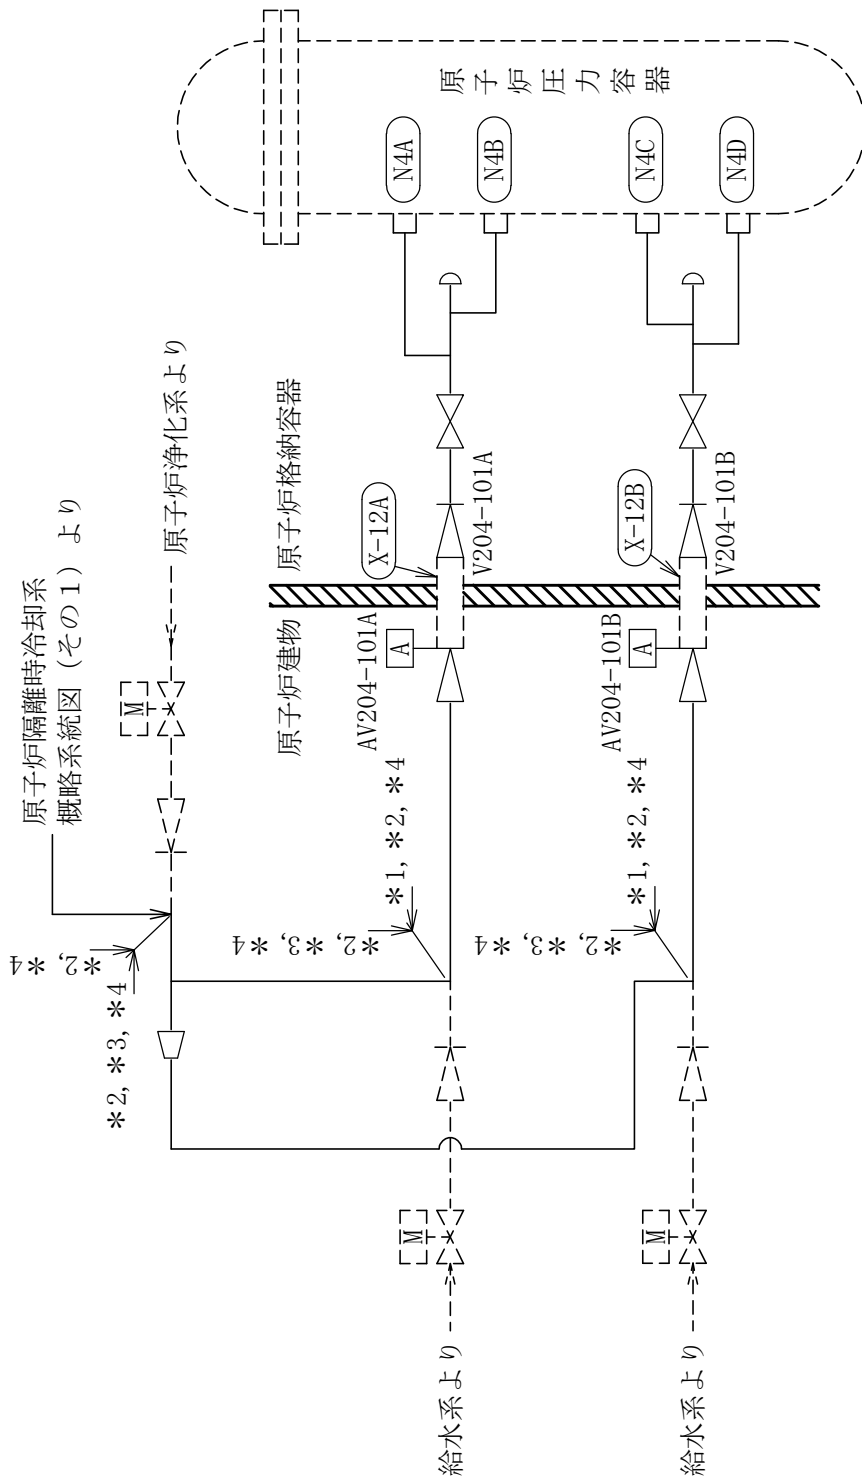 原子炉隔離時冷却系
概略系統図（その１）より
原子炉浄化系より
*2, *4
*2, *3, *4
M
原子炉建物
原子炉格納容器
原子炉圧力容器
*2, *3, *4
*1, *2, *4
AV204-101A
A
X-12A
V204-101A
N4A
N4B
給水系より
M
*2, *3, *4
*1, *2, *4
AV204-101B
A
X-12B
V204-101B
N4C
N4D
給水系より
M